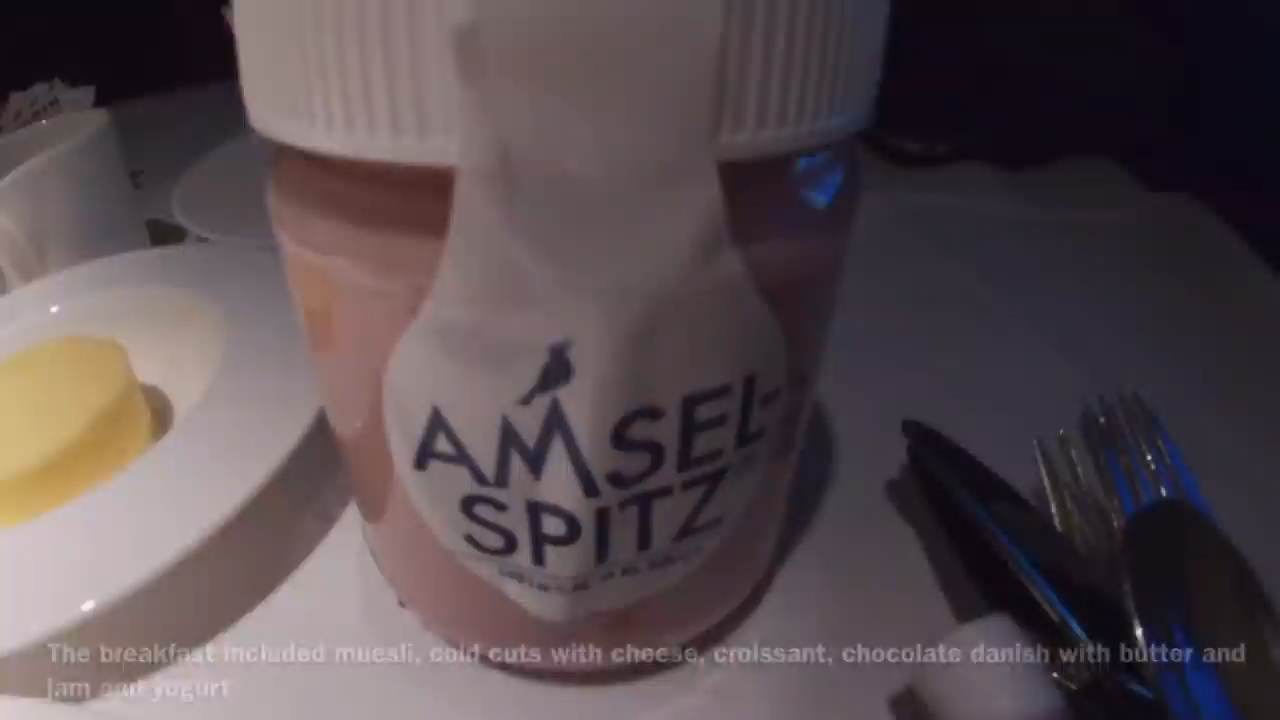 AMSEL-
SPITZ
The breakfast included muesli, cold cuts with cheese, croissant, chocolate danish with butter and
jam and yogurt